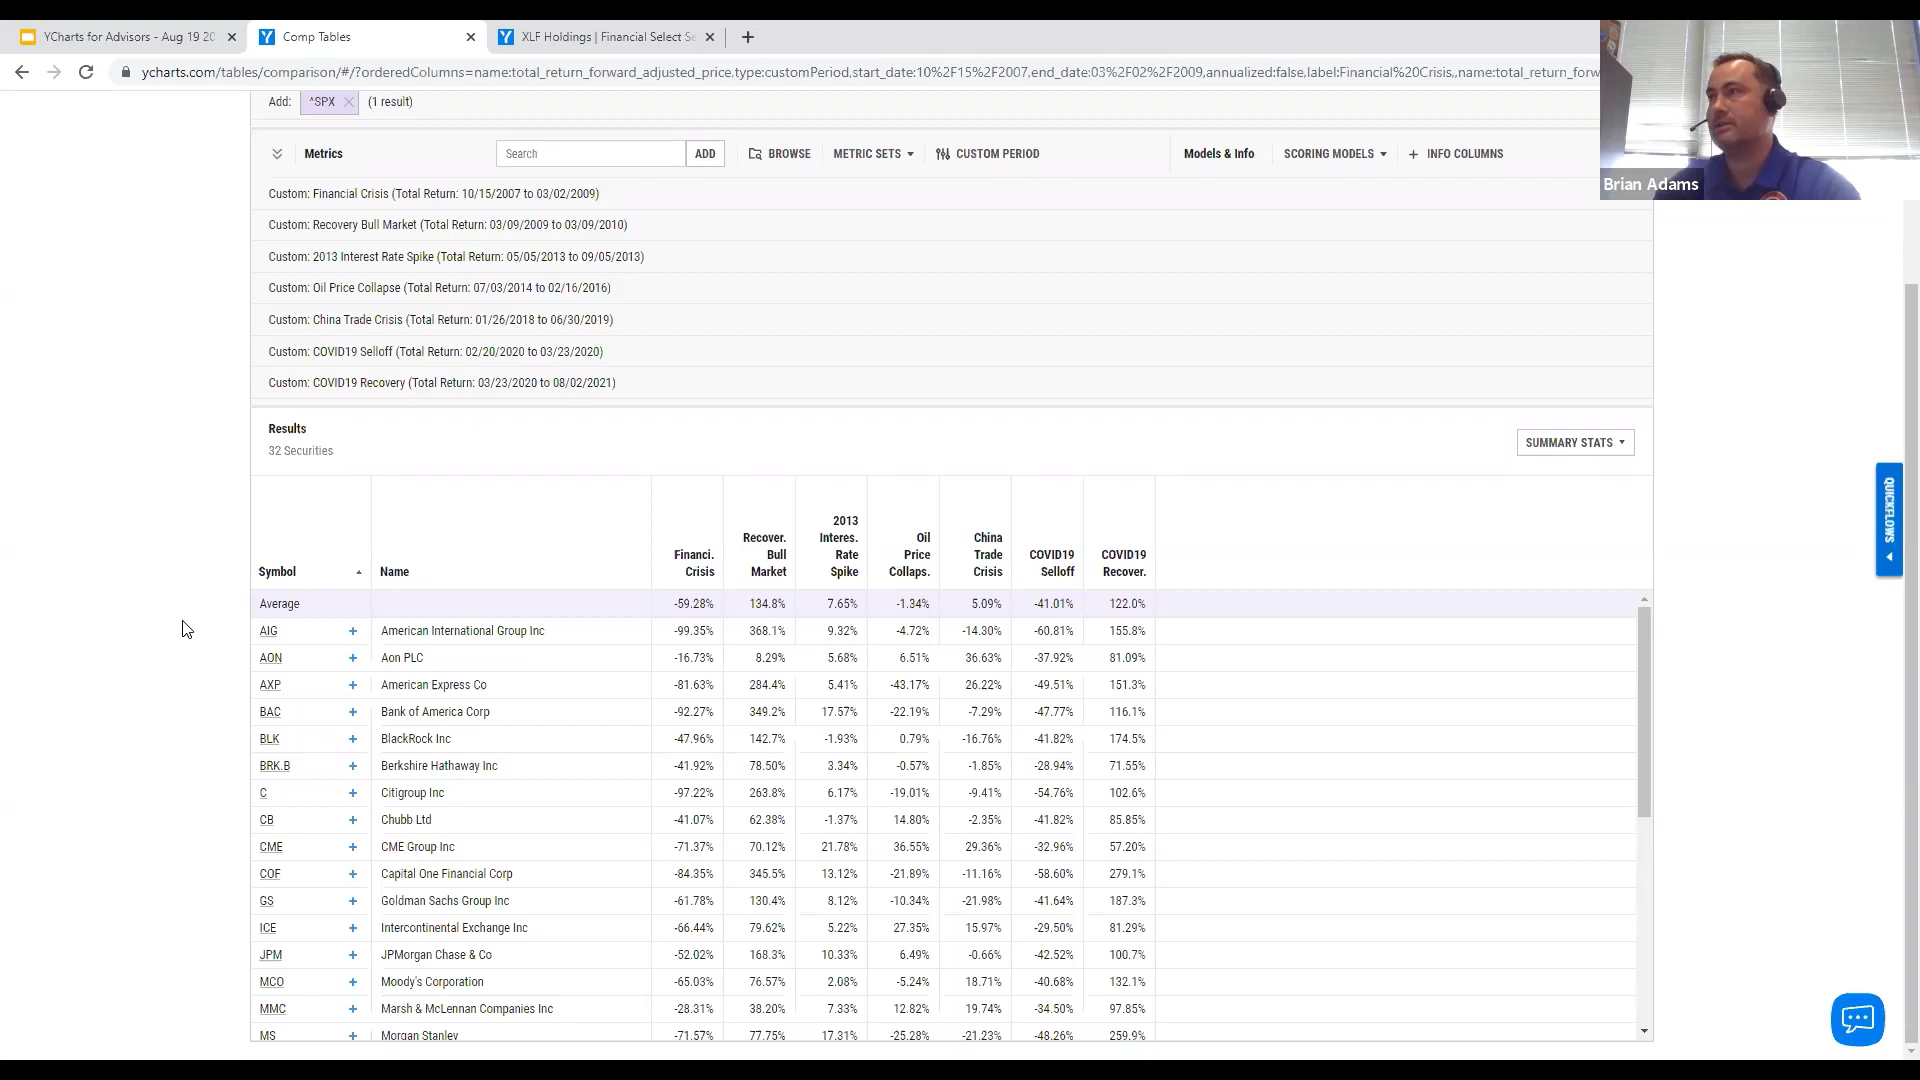 YCharts for Advisors - Aug 19 20
Comp Tables
XLF Holdings | Financial Select Se
ycharts.com/tables/comparison/#/?orderedColumns=name:total_return_forward_adjusted_price,type:customPeriod,start_date:10%2F15%2F2007,end_date:03%2F02%2F2009,annualized:false,label:Financial%20Crisis,,name:total_return_forw
Brian Adams
Add: ^SPX (1 result)
Metrics Search ADD BROWSE METRIC SETS CUSTOM PERIOD Models & Info SCORING MODELS + INFO COLUMNS
Custom: Financial Crisis (Total Return: 10/15/2007 to 03/02/2009)
Custom: Recovery Bull Market (Total Return: 03/09/2009 to 03/09/2010)
Custom: 2013 Interest Rate Spike (Total Return: 05/05/2013 to 09/05/2013)
Custom: Oil Price Collapse (Total Return: 07/03/2014 to 02/16/2016)
Custom: China Trade Crisis (Total Return: 01/26/2018 to 06/30/2019)
Custom: COVID19 Selloff (Total Return: 02/20/2020 to 03/23/2020)
Custom: COVID19 Recovery (Total Return: 03/23/2020 to 08/02/2021)
Results
32 Securities
SUMMARY STATS
QUICKFLOWS
Symbol
Name
Financi.
Crisis
Recover.
Bull
Market
2013
Interes.
Rate
Spike
Oil
Price
Collaps.
China
Trade
Crisis
COVID19
Selloff
COVID19
Recover.
Average -59.28% 134.8% 7.65% -1.34% 5.09% -41.01% 122.0%
AIG + American International Group Inc -99.35% 368.1% 9.32% -4.72% -14.30% -60.81% 155.8%
AON + Aon PLC -16.73% 8.29% 5.68% 6.51% 36.63% -37.92% 81.09%
AXP + American Express Co -81.63% 284.4% 5.41% -43.17% 26.22% -49.51% 151.3%
BAC + Bank of America Corp -92.27% 349.2% 17.57% -22.19% -7.29% -47.77% 116.1%
BLK + BlackRock Inc -47.96% 142.7% -1.93% 0.79% -16.76% -41.82% 174.5%
BRK.B + Berkshire Hathaway Inc -41.92% 78.50% 3.34% -0.57% -1.85% -28.94% 71.55%
C + Citigroup Inc -97.22% 263.8% 6.17% -19.01% -9.41% -54.76% 102.6%
CB + Chubb Ltd -41.07% 62.38% -1.37% 14.80% -2.35% -41.82% 85.85%
CME + CME Group Inc -71.37% 70.12% 21.78% 36.55% 29.36% -32.96% 57.20%
COF + Capital One Financial Corp -84.35% 345.5% 13.12% -21.89% -11.16% -58.60% 279.1%
GS + Goldman Sachs Group Inc -61.78% 130.4% 8.12% -10.34% -21.98% -41.64% 187.3%
ICE + Intercontinental Exchange Inc -66.44% 79.62% 5.22% 27.35% 15.97% -29.50% 81.29%
JPM + JPMorgan Chase & Co -52.02% 168.3% 10.33% 6.49% -0.66% -42.52% 100.7%
MCO + Moody's Corporation -65.03% 76.57% 2.08% -5.24% 18.71% -40.68% 132.1%
MMC + Marsh & McLennan Companies Inc -28.31% 38.20% 7.33% 12.82% 19.74% -34.50% 97.85%
MS + Morgan Stanley -71.57% 77.75% 17.31% -25.28% -21.23% -48.26% 259.9%